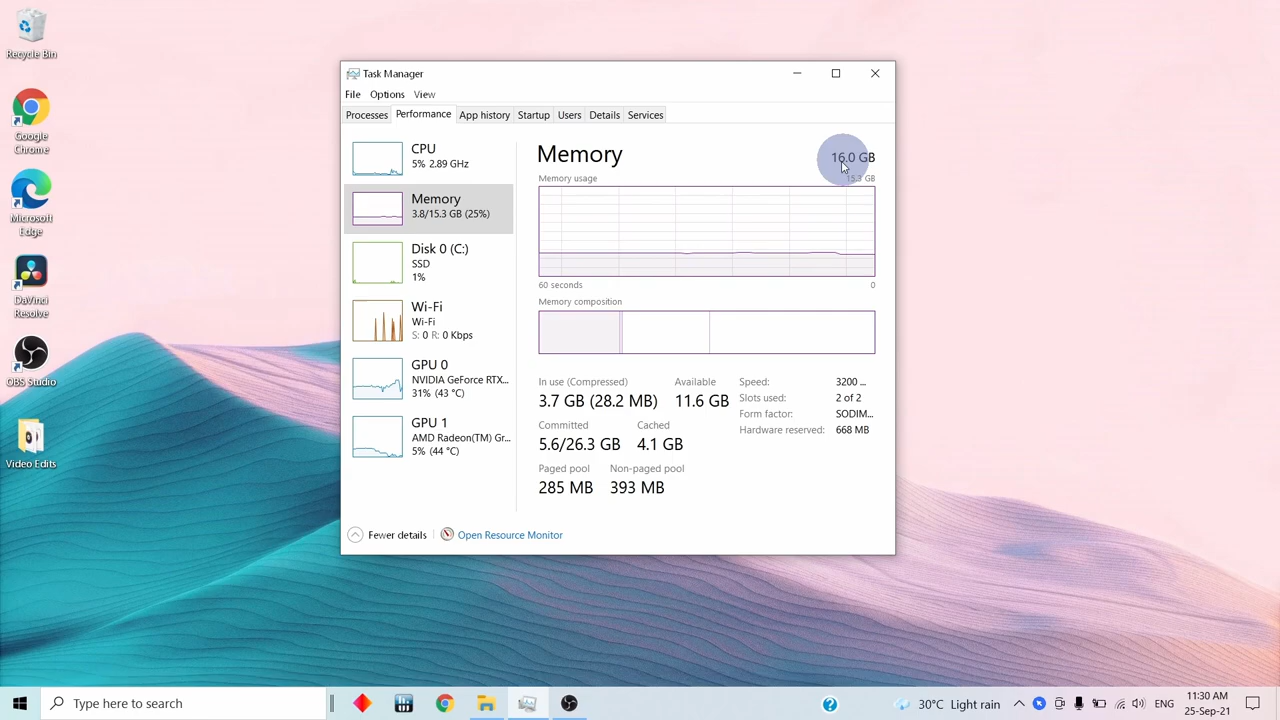 Recycle Bin
Google
Chrome
Microsoft
Edge
DaVinci
Resolve
OBS Studio
Video Edits
Task Manager
File Options View
Processes Performance App history Startup Users Details Services
CPU
5% 2.89 GHz
Memory
3.8/15.3 GB (25%)
Disk 0 (C:)
SSD
1%
Wi-Fi
Wi-Fi
S: 0 R: 0 Kbps
GPU 0
NVIDIA GeForce RTX...
31% (43 °C)
GPU 1
AMD Radeon(TM) Gr...
5% (44 °C)
Memory 16.0 GB
Memory usage 15.3 GB
60 seconds 0
Memory composition
In use (Compressed) Available
3.7 GB (28.2 MB) 11.6 GB
Committed Cached
5.6/26.3 GB 4.1 GB
Paged pool Non-paged pool
285 MB 393 MB
Speed: 3200 ...
Slots used: 2 of 2
Form factor: SODIM...
Hardware reserved: 668 MB
Fewer details Open Resource Monitor
Type here to search
30°C Light rain
ENG
11:30 AM
25-Sep-21